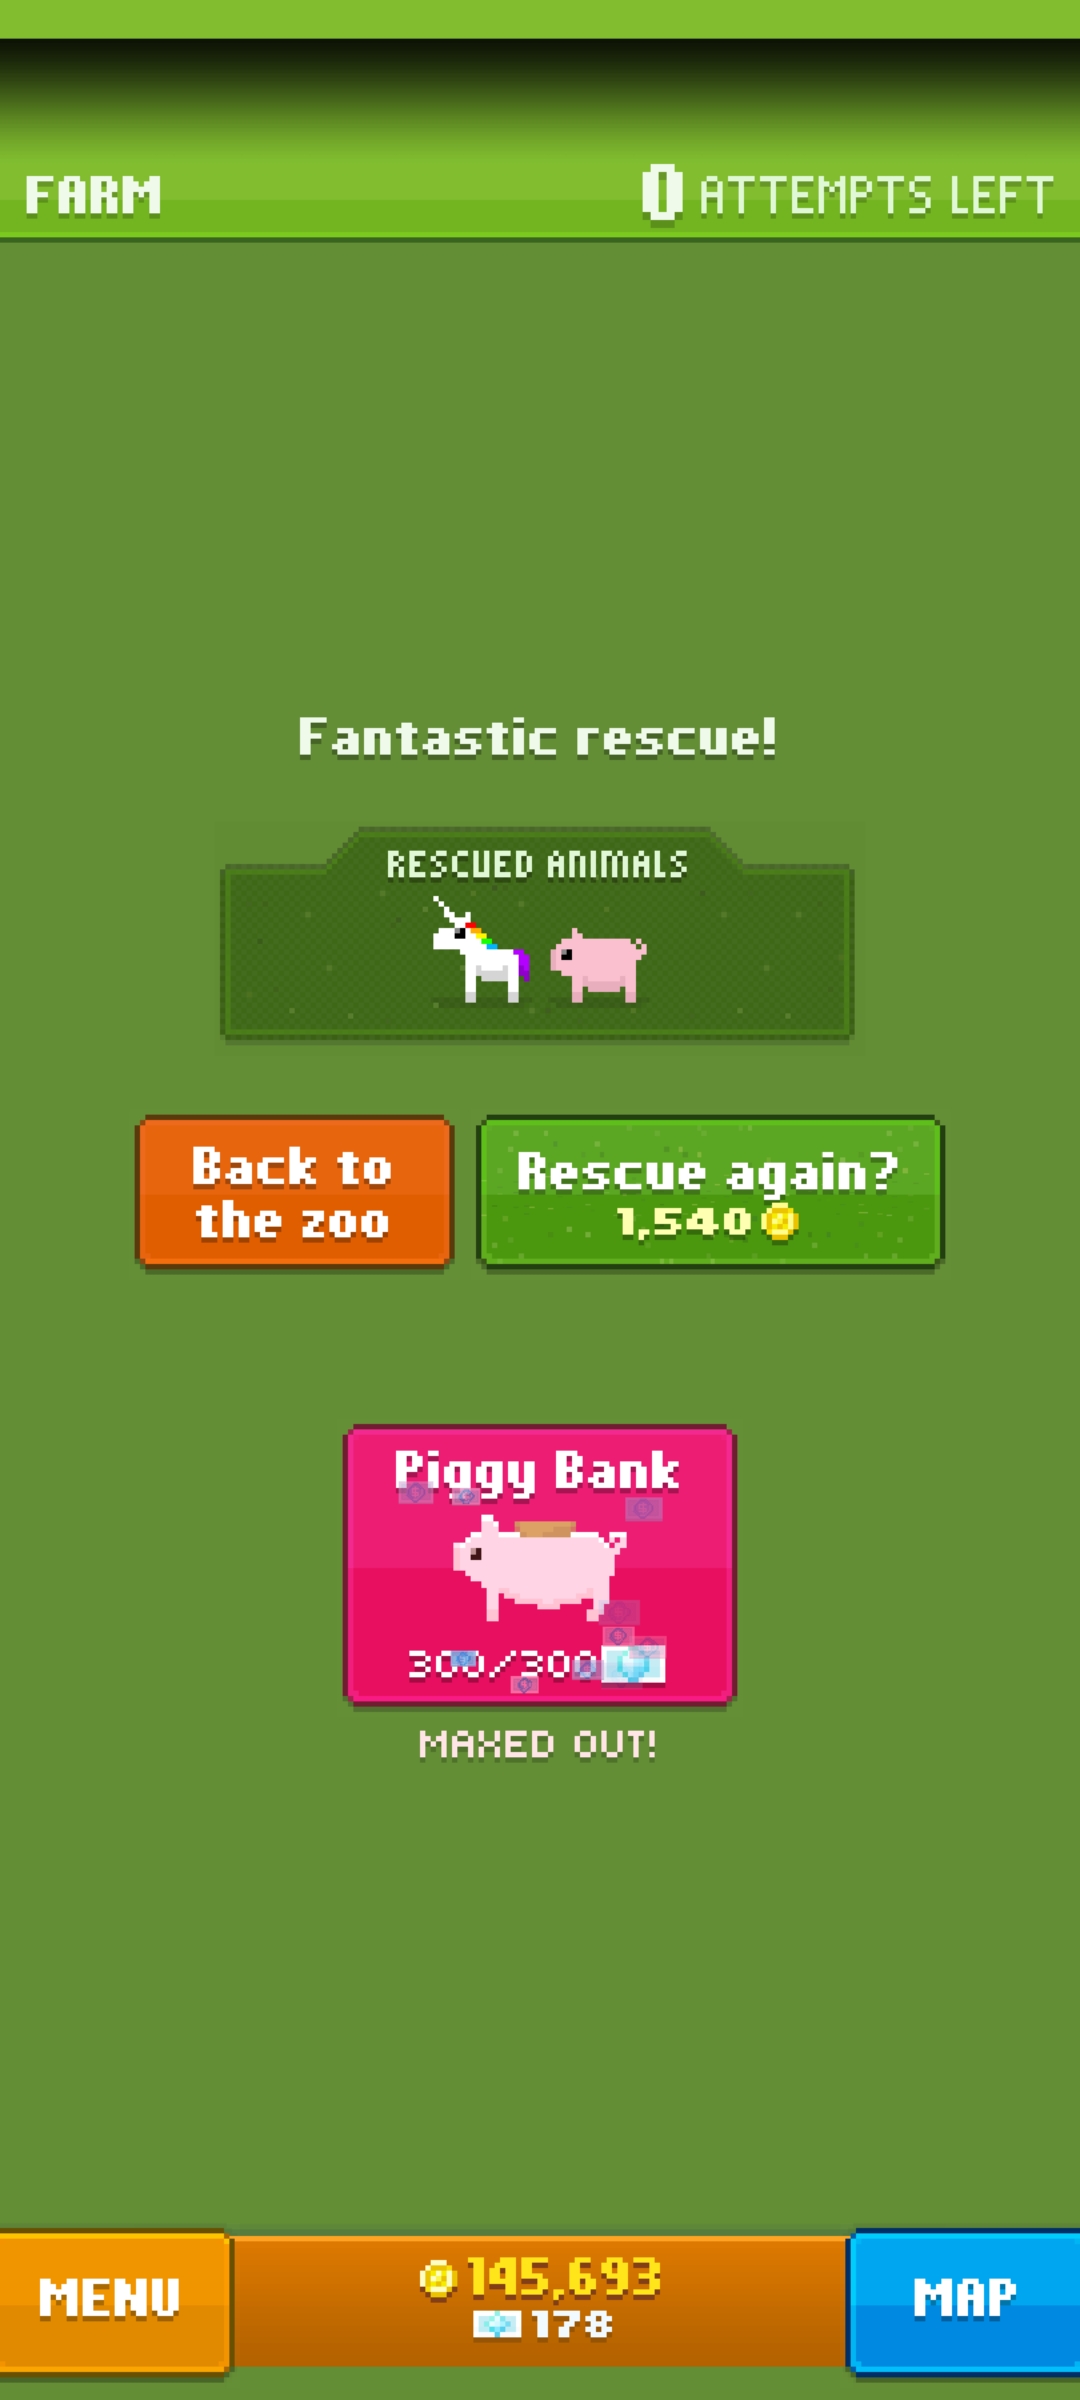 FARM
0 ATTEMPTS LEFT
Fantastic rescue!
RESCUED ANIMALS
Back to
the zoo
Rescue again?
1,540
Piggy Bank
300/300
MAXED OUT!
MENU
145,693
178
MAP